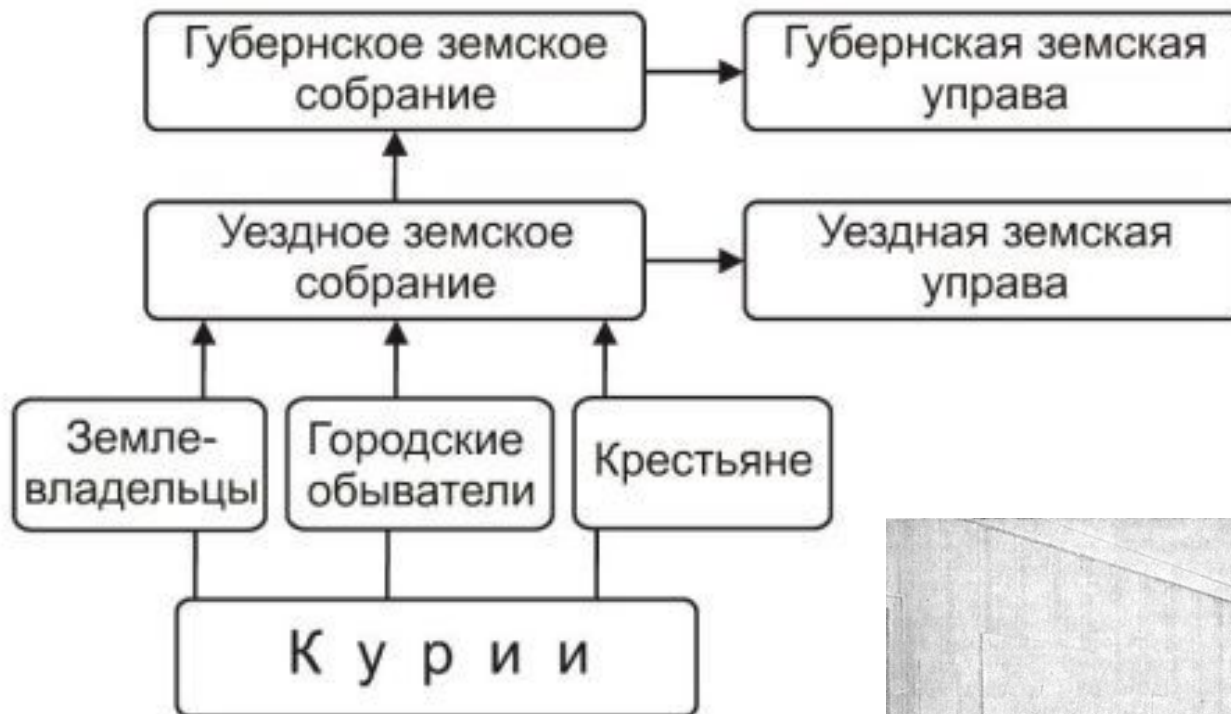 Губернское земское
собрание
Губернская земская
управа
Уездное земское
собрание
Уездная земская
управа
Земле-
владельцы
Городские
обыватели
Крестьяне
К у р и и